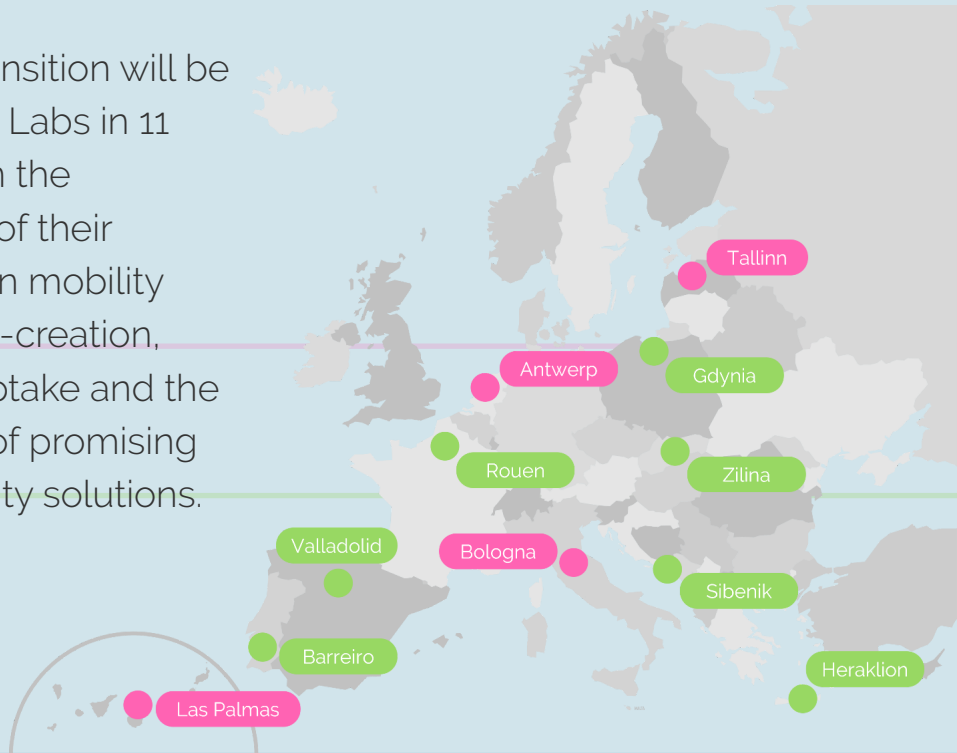 nsition will be
Labs in 11
the
of their
n mobility
-creation,
take and the
of promising
ty solutions.
Tallinn
Antwerp
Gdynia
Rouen
Zilina
Valladolid
Bologna
Sibenik
Barreiro
Heraklion
Las Palmas